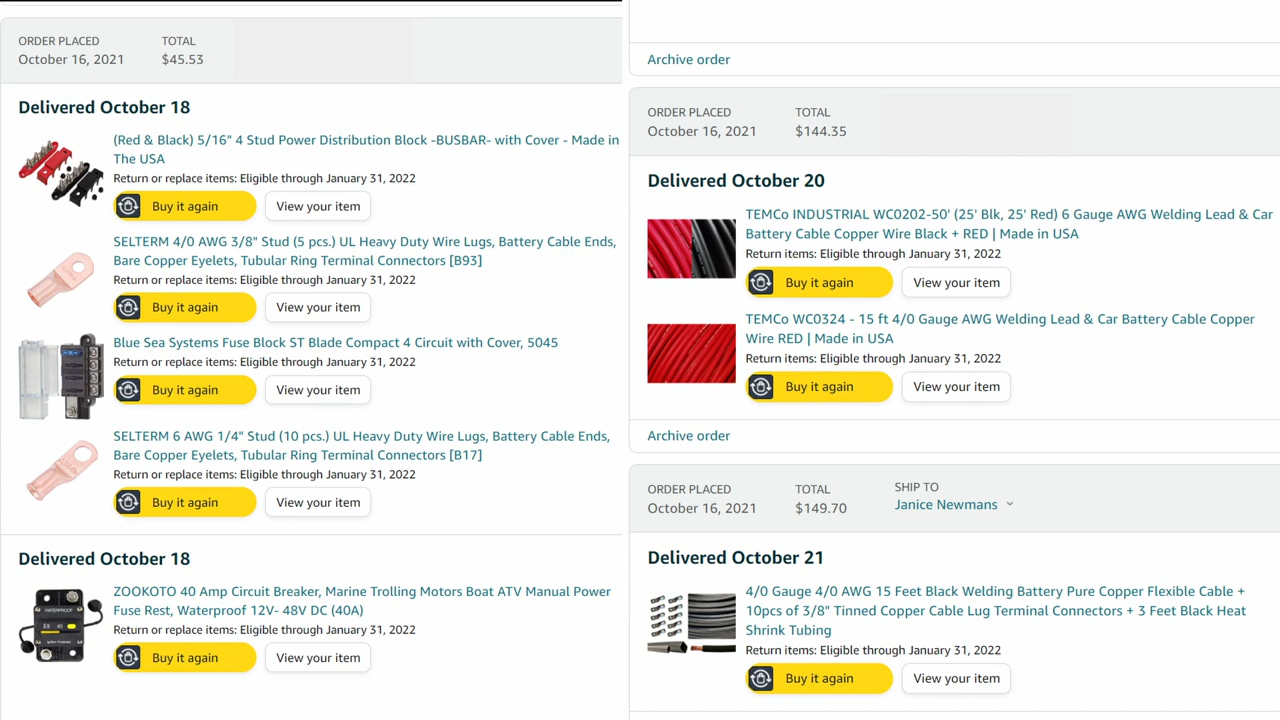 ORDER PLACED
TOTAL
October 16, 2021
$45.53
Delivered October 18
(Red & Black) 5/16" 4 Stud Power Distribution Block -BUSBAR- with Cover - Made in
The USA
Return or replace items: Eligible through January 31, 2022
Buy it again
View your item
SELTERM 4/0 AWG 3/8" Stud (5 pcs.) UL Heavy Duty Wire Lugs, Battery Cable Ends,
Bare Copper Eyelets, Tubular Ring Terminal Connectors [B93]
Return or replace items: Eligible through January 31, 2022
Buy it again
View your item
Blue Sea Systems Fuse Block ST Blade Compact 4 Circuit with Cover, 5045
Return or replace items: Eligible through January 31, 2022
Buy it again
View your item
SELTERM 6 AWG 1/4" Stud (10 pcs.) UL Heavy Duty Wire Lugs, Battery Cable Ends,
Bare Copper Eyelets, Tubular Ring Terminal Connectors [B17]
Return or replace items: Eligible through January 31, 2022
Buy it again
View your item
Delivered October 18
ZOOKOTO 40 Amp Circuit Breaker, Marine Trolling Motors Boat ATV Manual Power
Fuse Rest, Waterproof 12V- 48V DC (40A)
WATERPROOF
Return or replace items: Eligible through January 31, 2022
Buy it again
View your item
Archive order
ORDER PLACED
TOTAL
October 16, 2021
$144.35
Delivered October 20
TEMCo INDUSTRIAL WC0202-50' (25' Blk, 25' Red) 6 Gauge AWG Welding Lead & Car
Battery Cable Copper Wire Black + RED | Made in USA
Return items: Eligible through January 31, 2022
Buy it again
View your item
TEMCo WC0324 - 15 ft 4/0 Gauge AWG Welding Lead & Car Battery Cable Copper
Wire RED | Made in USA
Return items: Eligible through January 31, 2022
Buy it again
View your item
Archive order
ORDER PLACED
TOTAL
SHIP TO
October 16, 2021
$149.70
Janice Newmans
Delivered October 21
4/0 Gauge 4/0 AWG 15 Feet Black Welding Battery Pure Copper Flexible Cable +
10pcs of 3/8" Tinned Copper Cable Lug Terminal Connectors + 3 Feet Black Heat
Shrink Tubing
Return items: Eligible through January 31, 2022
Buy it again
View your item